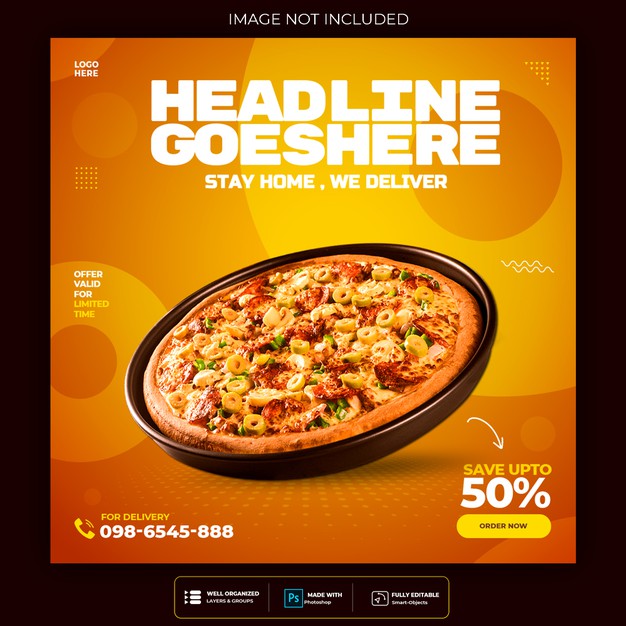 IMAGE NOT INCLUDED
LOGO
HERE
HEADLINE
GOESHERE
STAY HOME , WE DELIVER
OFFER
VALID
FOR
LIMITED
TIME
SAVE UPTO
50%
ORDER NOW
FOR DELIVERY
098-6545-888
WELL ORGANIZED
LAYERS & GROUPS
Ps
MADE WITH
Photoshop
FULLY EDITABLE
Smart-Objects